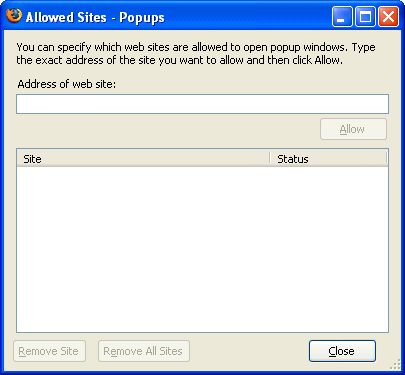 Allowed Sites - Popups
You can specify which web sites are allowed to open popup windows. Type
the exact address of the site you want to allow and then click Allow.
Address of web site:
Allow
Site Status
Remove Site Remove All Sites Close